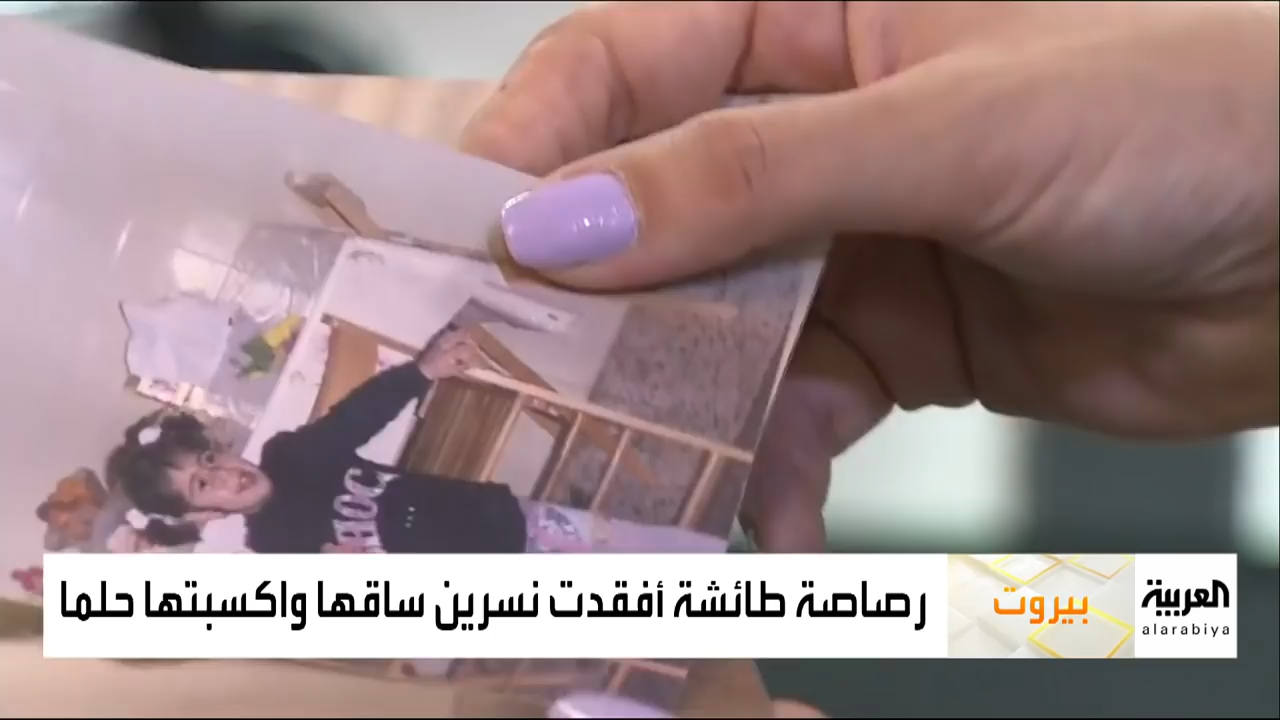 رصاصة طائشة أفقدت نسرين ساقها واكسبتها حلما
بيروت
العربية
alarabiya